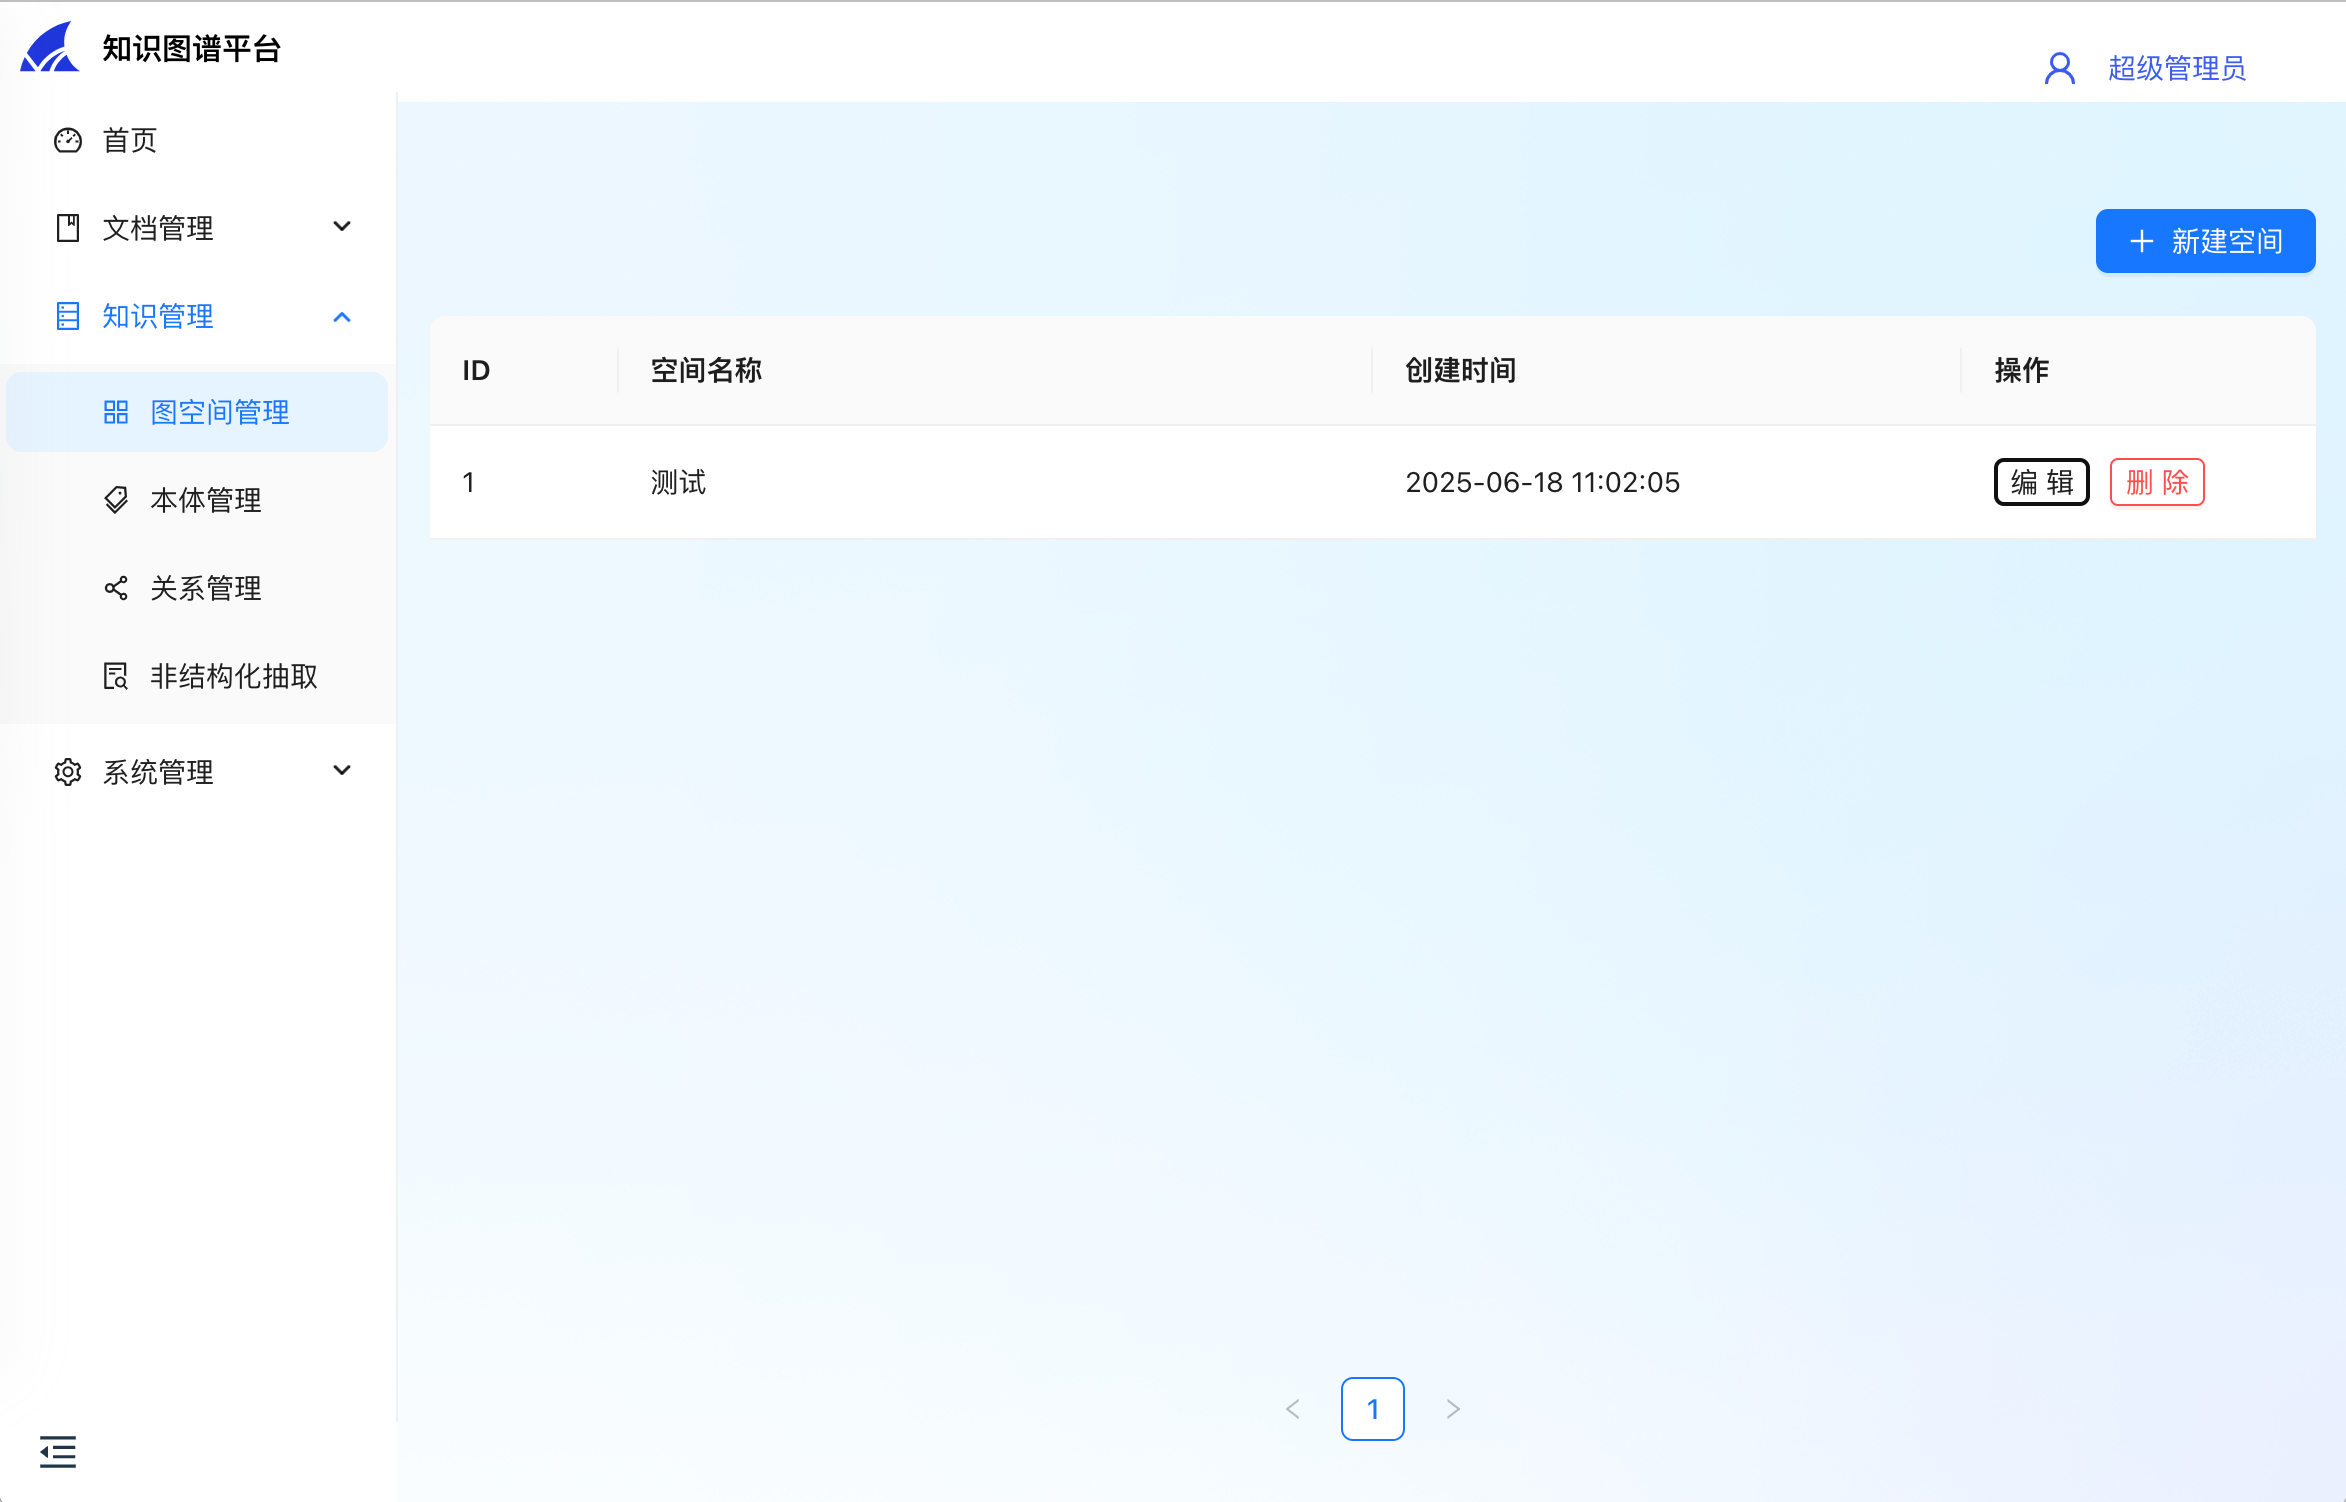 知识图谱平台
超级管理员
首页
文档管理
知识管理
图空间管理
本体管理
关系管理
非结构化抽取
系统管理
新建空间
ID 空间名称 创建时间 操作
1 测试 2025-06-18 11:02:05 编 辑 删 除
1